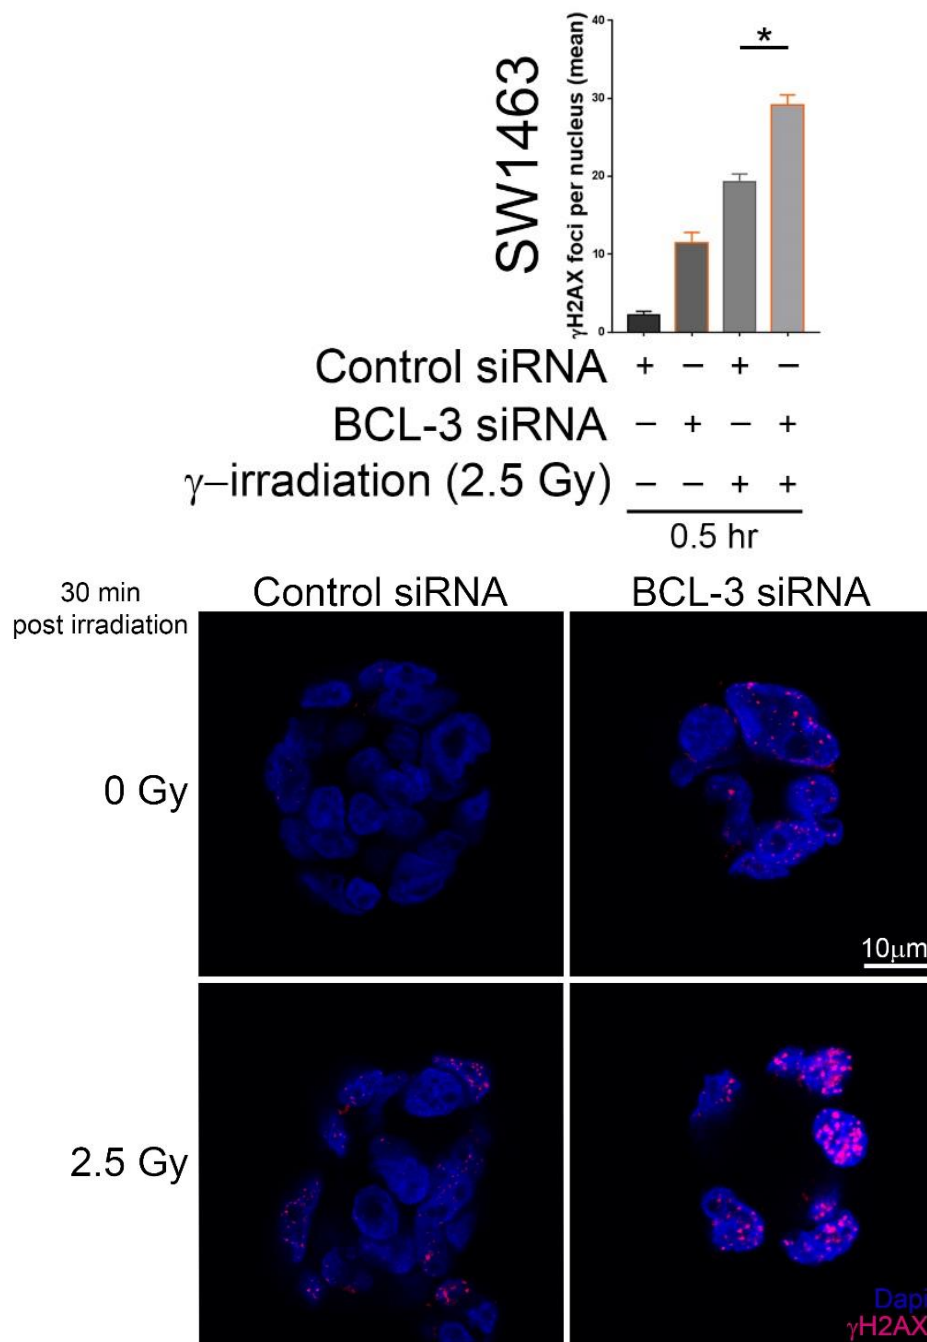 SW1463
γH2AX foci per nucleus (mean)
40
30
20
10
0
*
Control siRNA + − + −
BCL-3 siRNA − + − +
γ−irradiation (2.5 Gy) − − + +
0.5 hr
30 min
post irradiation
Control siRNA BCL-3 siRNA
0 Gy
10μm
2.5 Gy
Dapi
γH2AX